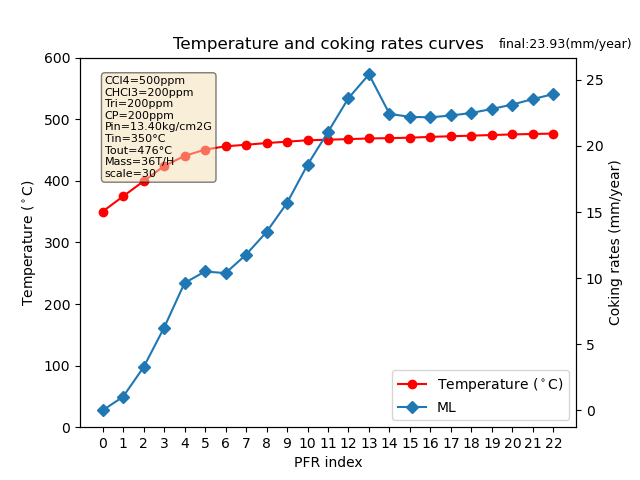 Temperature and coking rates curves
final:23.93(mm/year)
CCl4=500ppm
CHCl3=200ppm
Tri=200ppm
CP=200ppm
Pin=13.40kg/cm2G
Tin=350°C
Tout=476°C
Mass=36T/H
scale=30
600
500
400
300
200
100
0
Temperature (°C)
25
20
15
10
5
0
Coking rates (mm/year)
Temperature (°C)
ML
0 1 2 3 4 5 6 7 8 9 10 11 12 13 14 15 16 17 18 19 20 21 22
PFR index